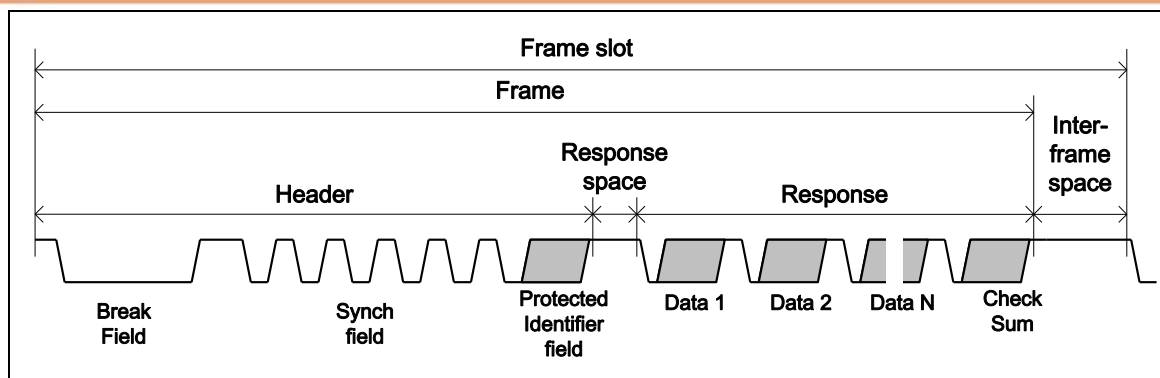 Frame slot
Frame
Inter-
frame
space
Response
space
Header
Response
Break
Field
Synch
field
Protected
Identifier
field
Data 1
Data 2
Data N
Check
Sum